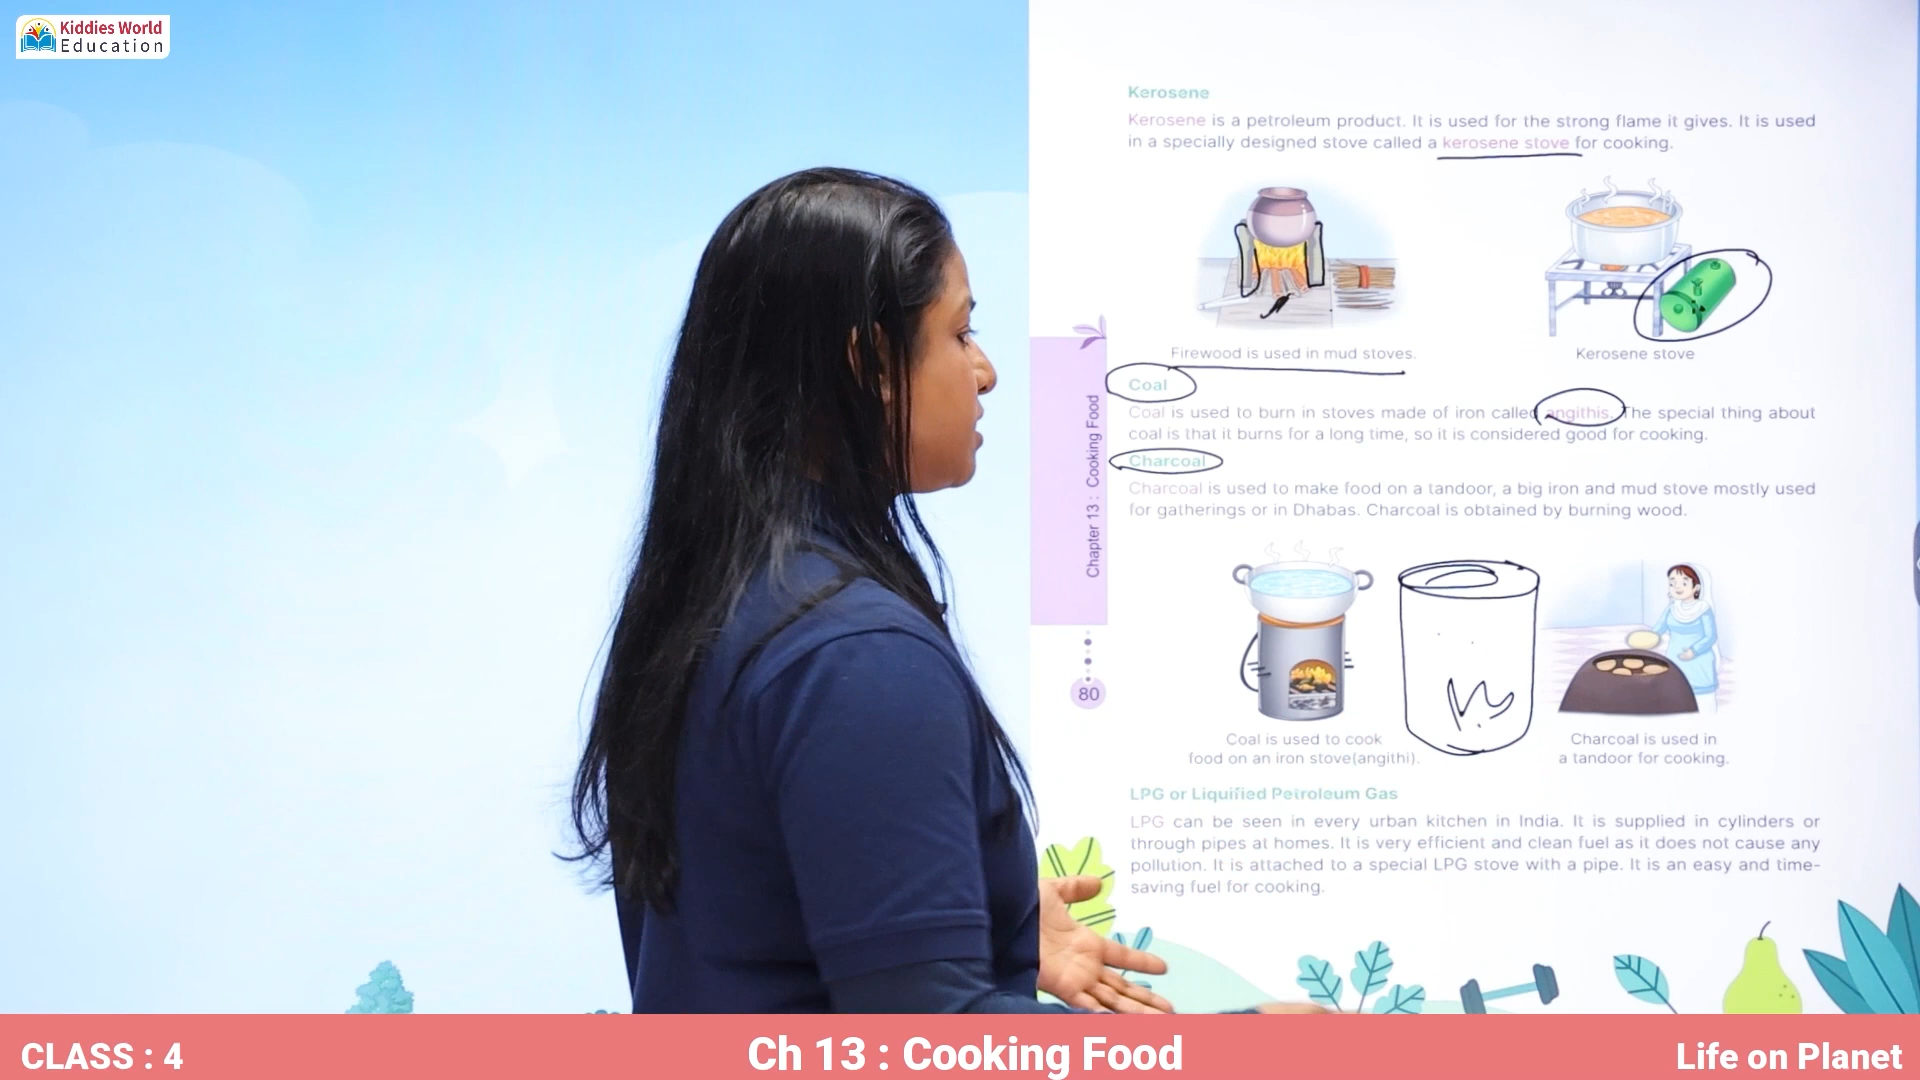 Kiddies World
Education
Kerosene
Kerosene is a petroleum product. It is used for the strong flame it gives. It is used
in a specially designed stove called a kerosene stove for cooking.
Firewood is used in mud stoves.
Kerosene stove
Coal
Coal is used to burn in stoves made of iron called angithis. The special thing about
coal is that it burns for a long time, so it is considered good for cooking.
Charcoal
Charcoal is used to make food on a tandoor, a big iron and mud stove mostly used
for gatherings or in Dhabas. Charcoal is obtained by burning wood.
Chapter 13 : Cooking Food
80
Coal is used to cook
food on an iron stove(angithi).
Charcoal is used in
a tandoor for cooking.
LPG or Liquified Petroleum Gas
LPG can be seen in every urban kitchen in India. It is supplied in cylinders or
through pipes at homes. It is very efficient and clean fuel as it does not cause any
pollution. It is attached to a special LPG stove with a pipe. It is an easy and time-
saving fuel for cooking.
CLASS : 4
Ch 13 : Cooking Food
Life on Planet